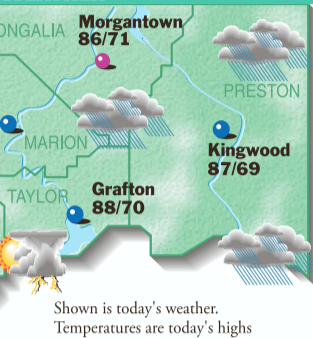 ONGALIA
Morgantown
86/71
PRESTON
MARION
Kingwood
87/69
TAYLOR
Grafton
88/70
Shown is today's weather.
Temperatures are today's highs